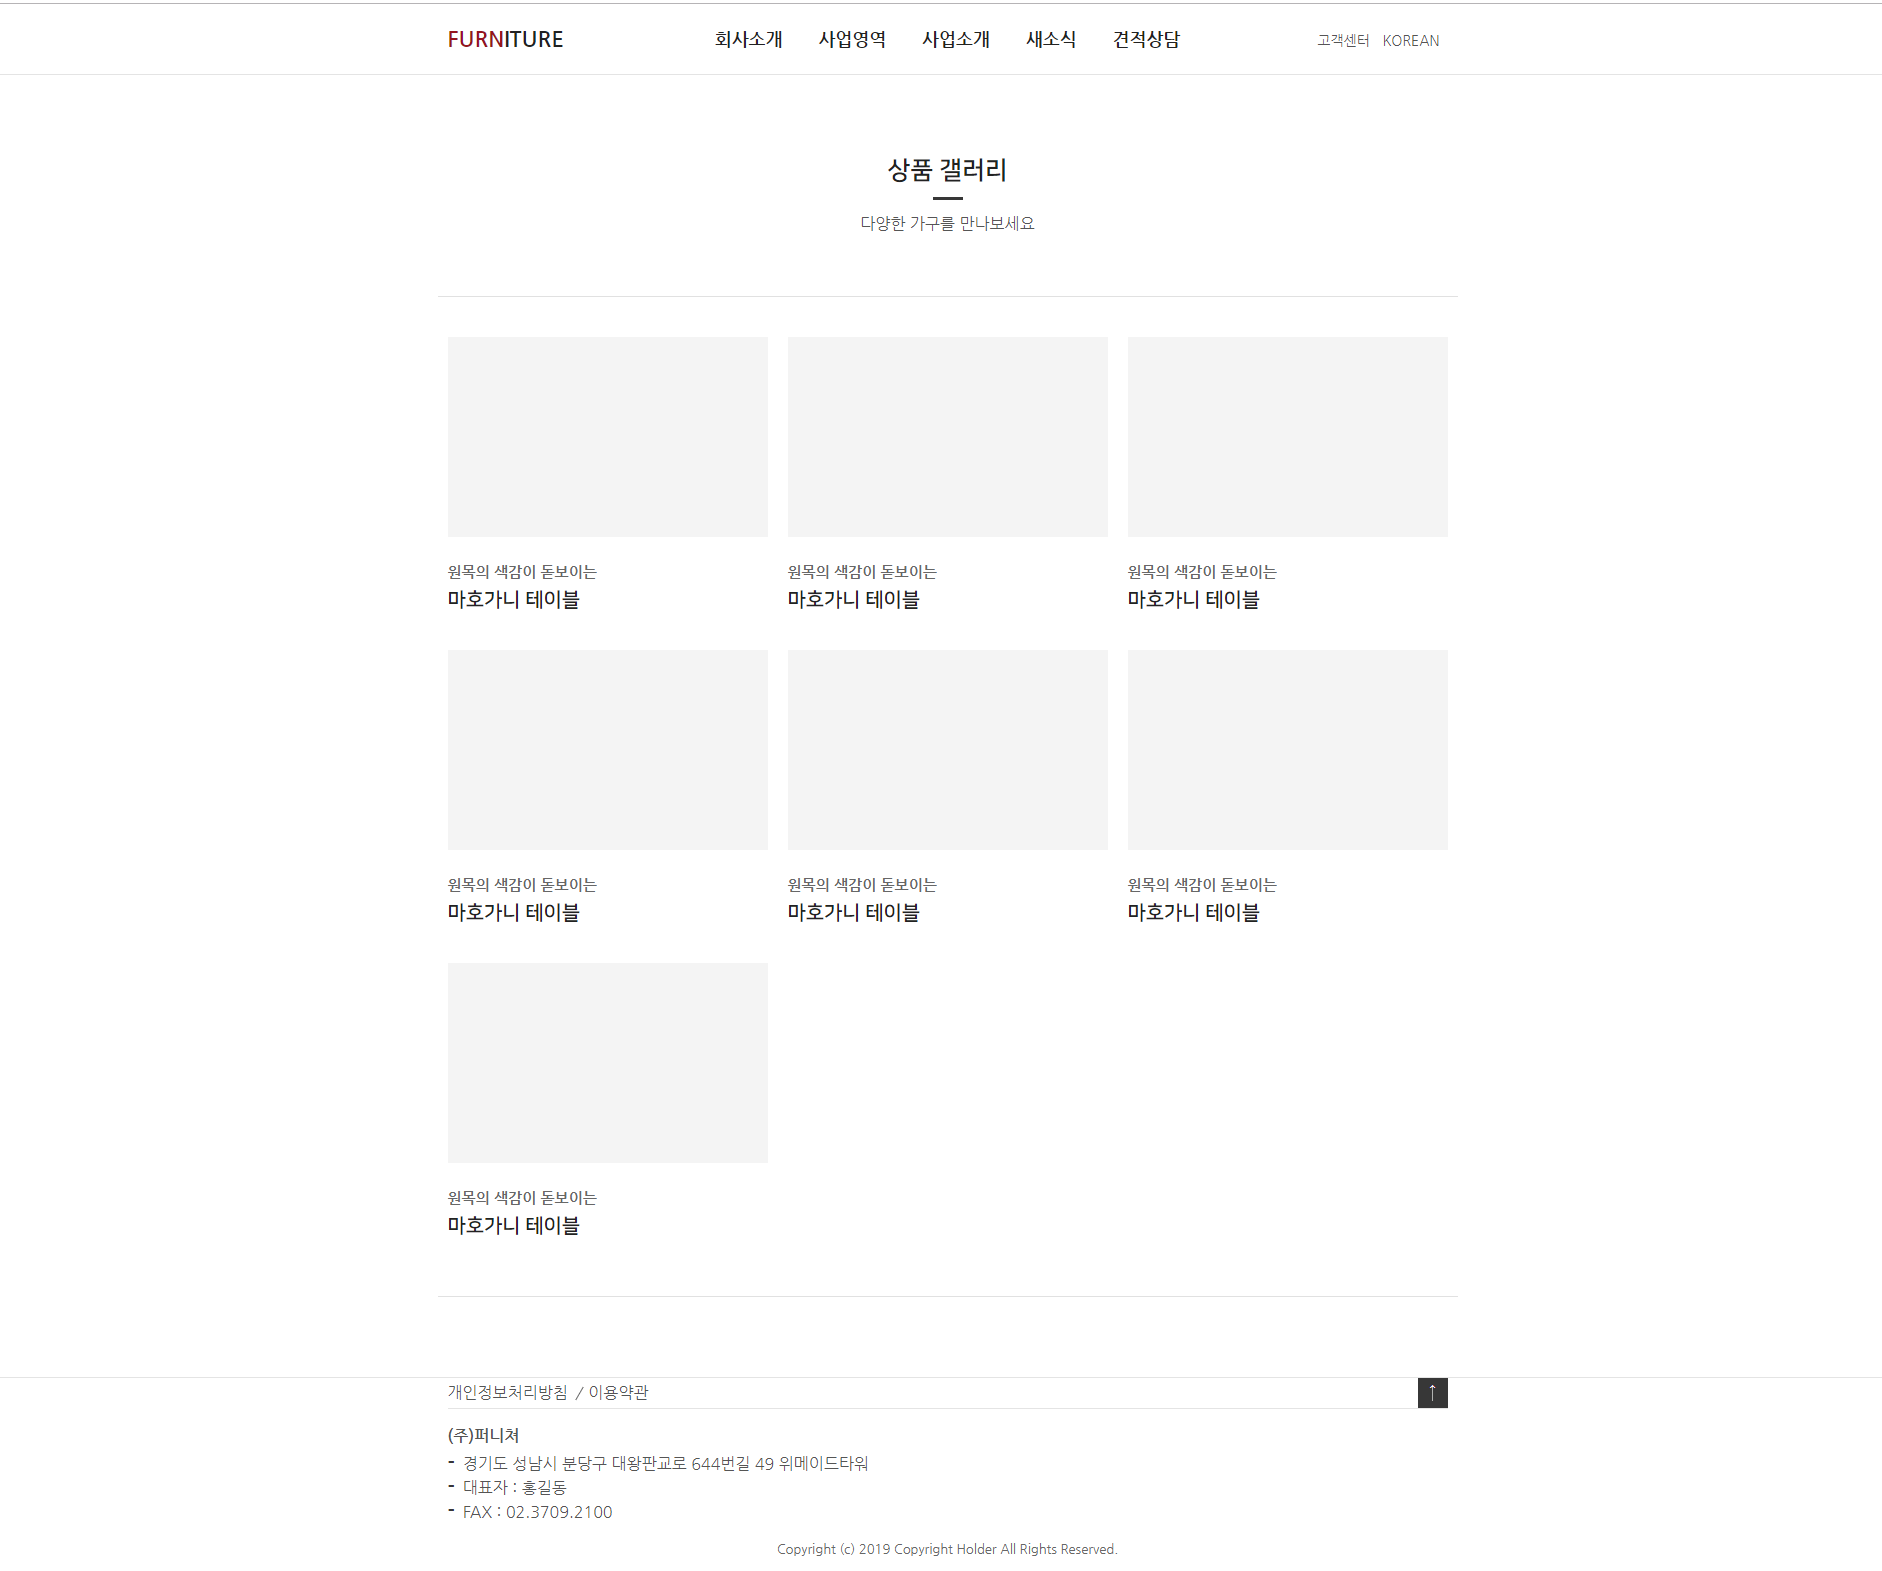 FURNITURE 회사소개 사업영역 사업소개 새소식 견적상담 고객센터 KOREAN
상품 갤러리
다양한 가구를 만나보세요
원목의 색감이 돋보이는 원목의 색감이 돋보이는 원목의 색감이 돋보이는
마호가니 테이블 마호가니 테이블 마호가니 테이블
원목의 색감이 돋보이는 원목의 색감이 돋보이는 원목의 색감이 돋보이는
마호가니 테이블 마호가니 테이블 마호가니 테이블
원목의 색감이 돋보이는
마호가니 테이블
개인정보처리방침 / 이용약관 ↑
(주)퍼니쳐
- 경기도 성남시 분당구 대왕판교로 644번길 49 위메이드타워
- 대표자 : 홍길동
- FAX : 02.3709.2100
Copyright (c) 2019 Copyright Holder All Rights Reserved.